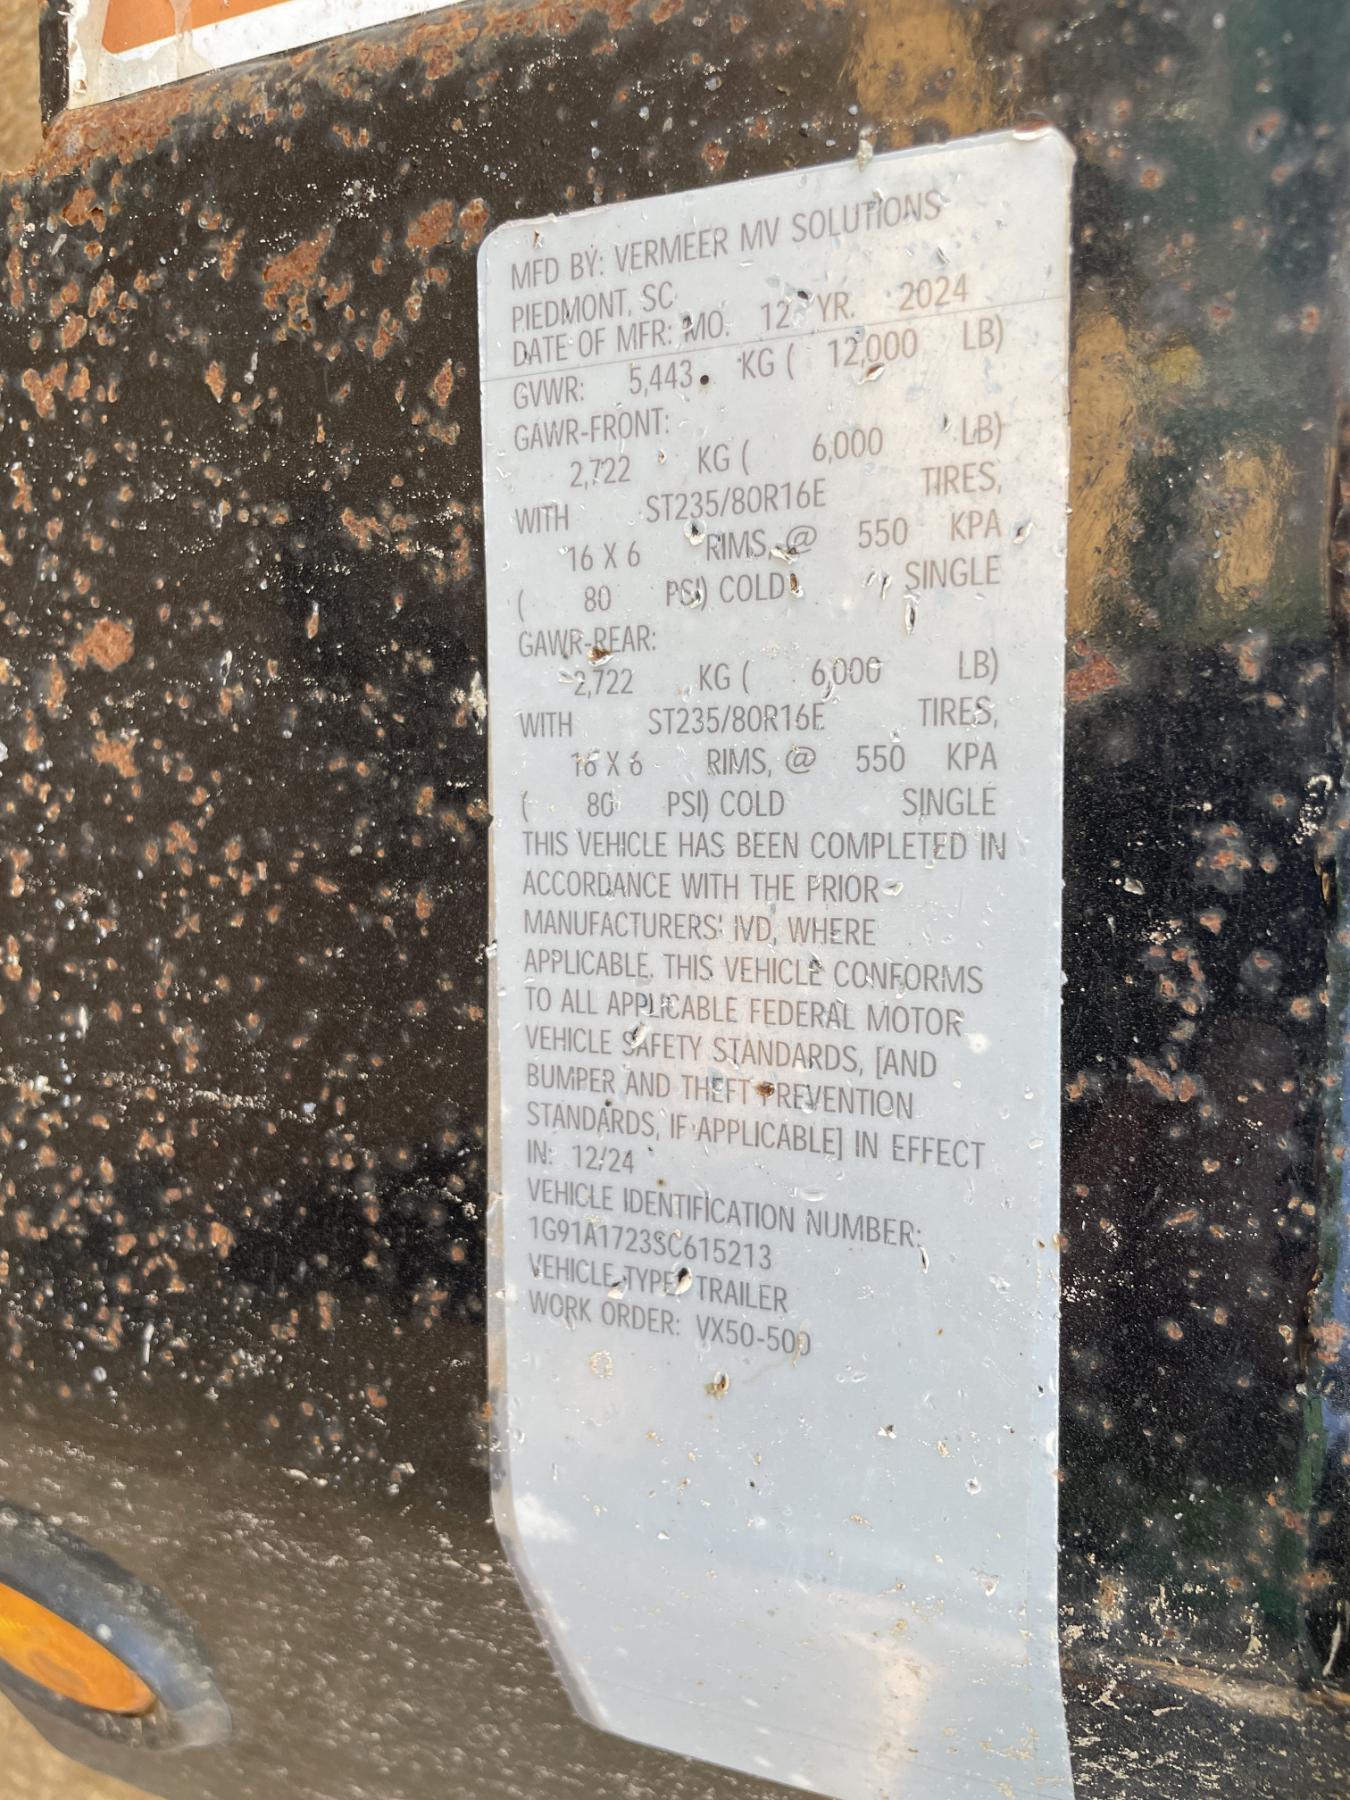 MFD BY: VERMEER MV SOLUTIONS
PIEDMONT, SC
DATE OF MFR: MO. 12 YR. 2024
GVWR: 5,443 KG ( 12,000 LB)
GAWR-FRONT:
2,722 KG ( 6,000 LB)
WITH ST235/80R16E TIRES,
16 X 6 RIMS, @ 550 KPA
( 80 PSI) COLD SINGLE
GAWR-REAR:
2,722 KG ( 6,000 LB)
WITH ST235/80R16E TIRES,
16 X 6 RIMS, @ 550 KPA
( 80 PSI) COLD SINGLE
THIS VEHICLE HAS BEEN COMPLETED IN
ACCORDANCE WITH THE PRIOR
MANUFACTURERS' IVD, WHERE
APPLICABLE. THIS VEHICLE CONFORMS
TO ALL APPLICABLE FEDERAL MOTOR
VEHICLE SAFETY STANDARDS, [AND
BUMPER AND THEFT PREVENTION
STANDARDS, IF APPLICABLE] IN EFFECT
IN: 12/24
VEHICLE IDENTIFICATION NUMBER:
1G91A1723SC615213
VEHICLE TYPE: TRAILER
WORK ORDER: VX50-500